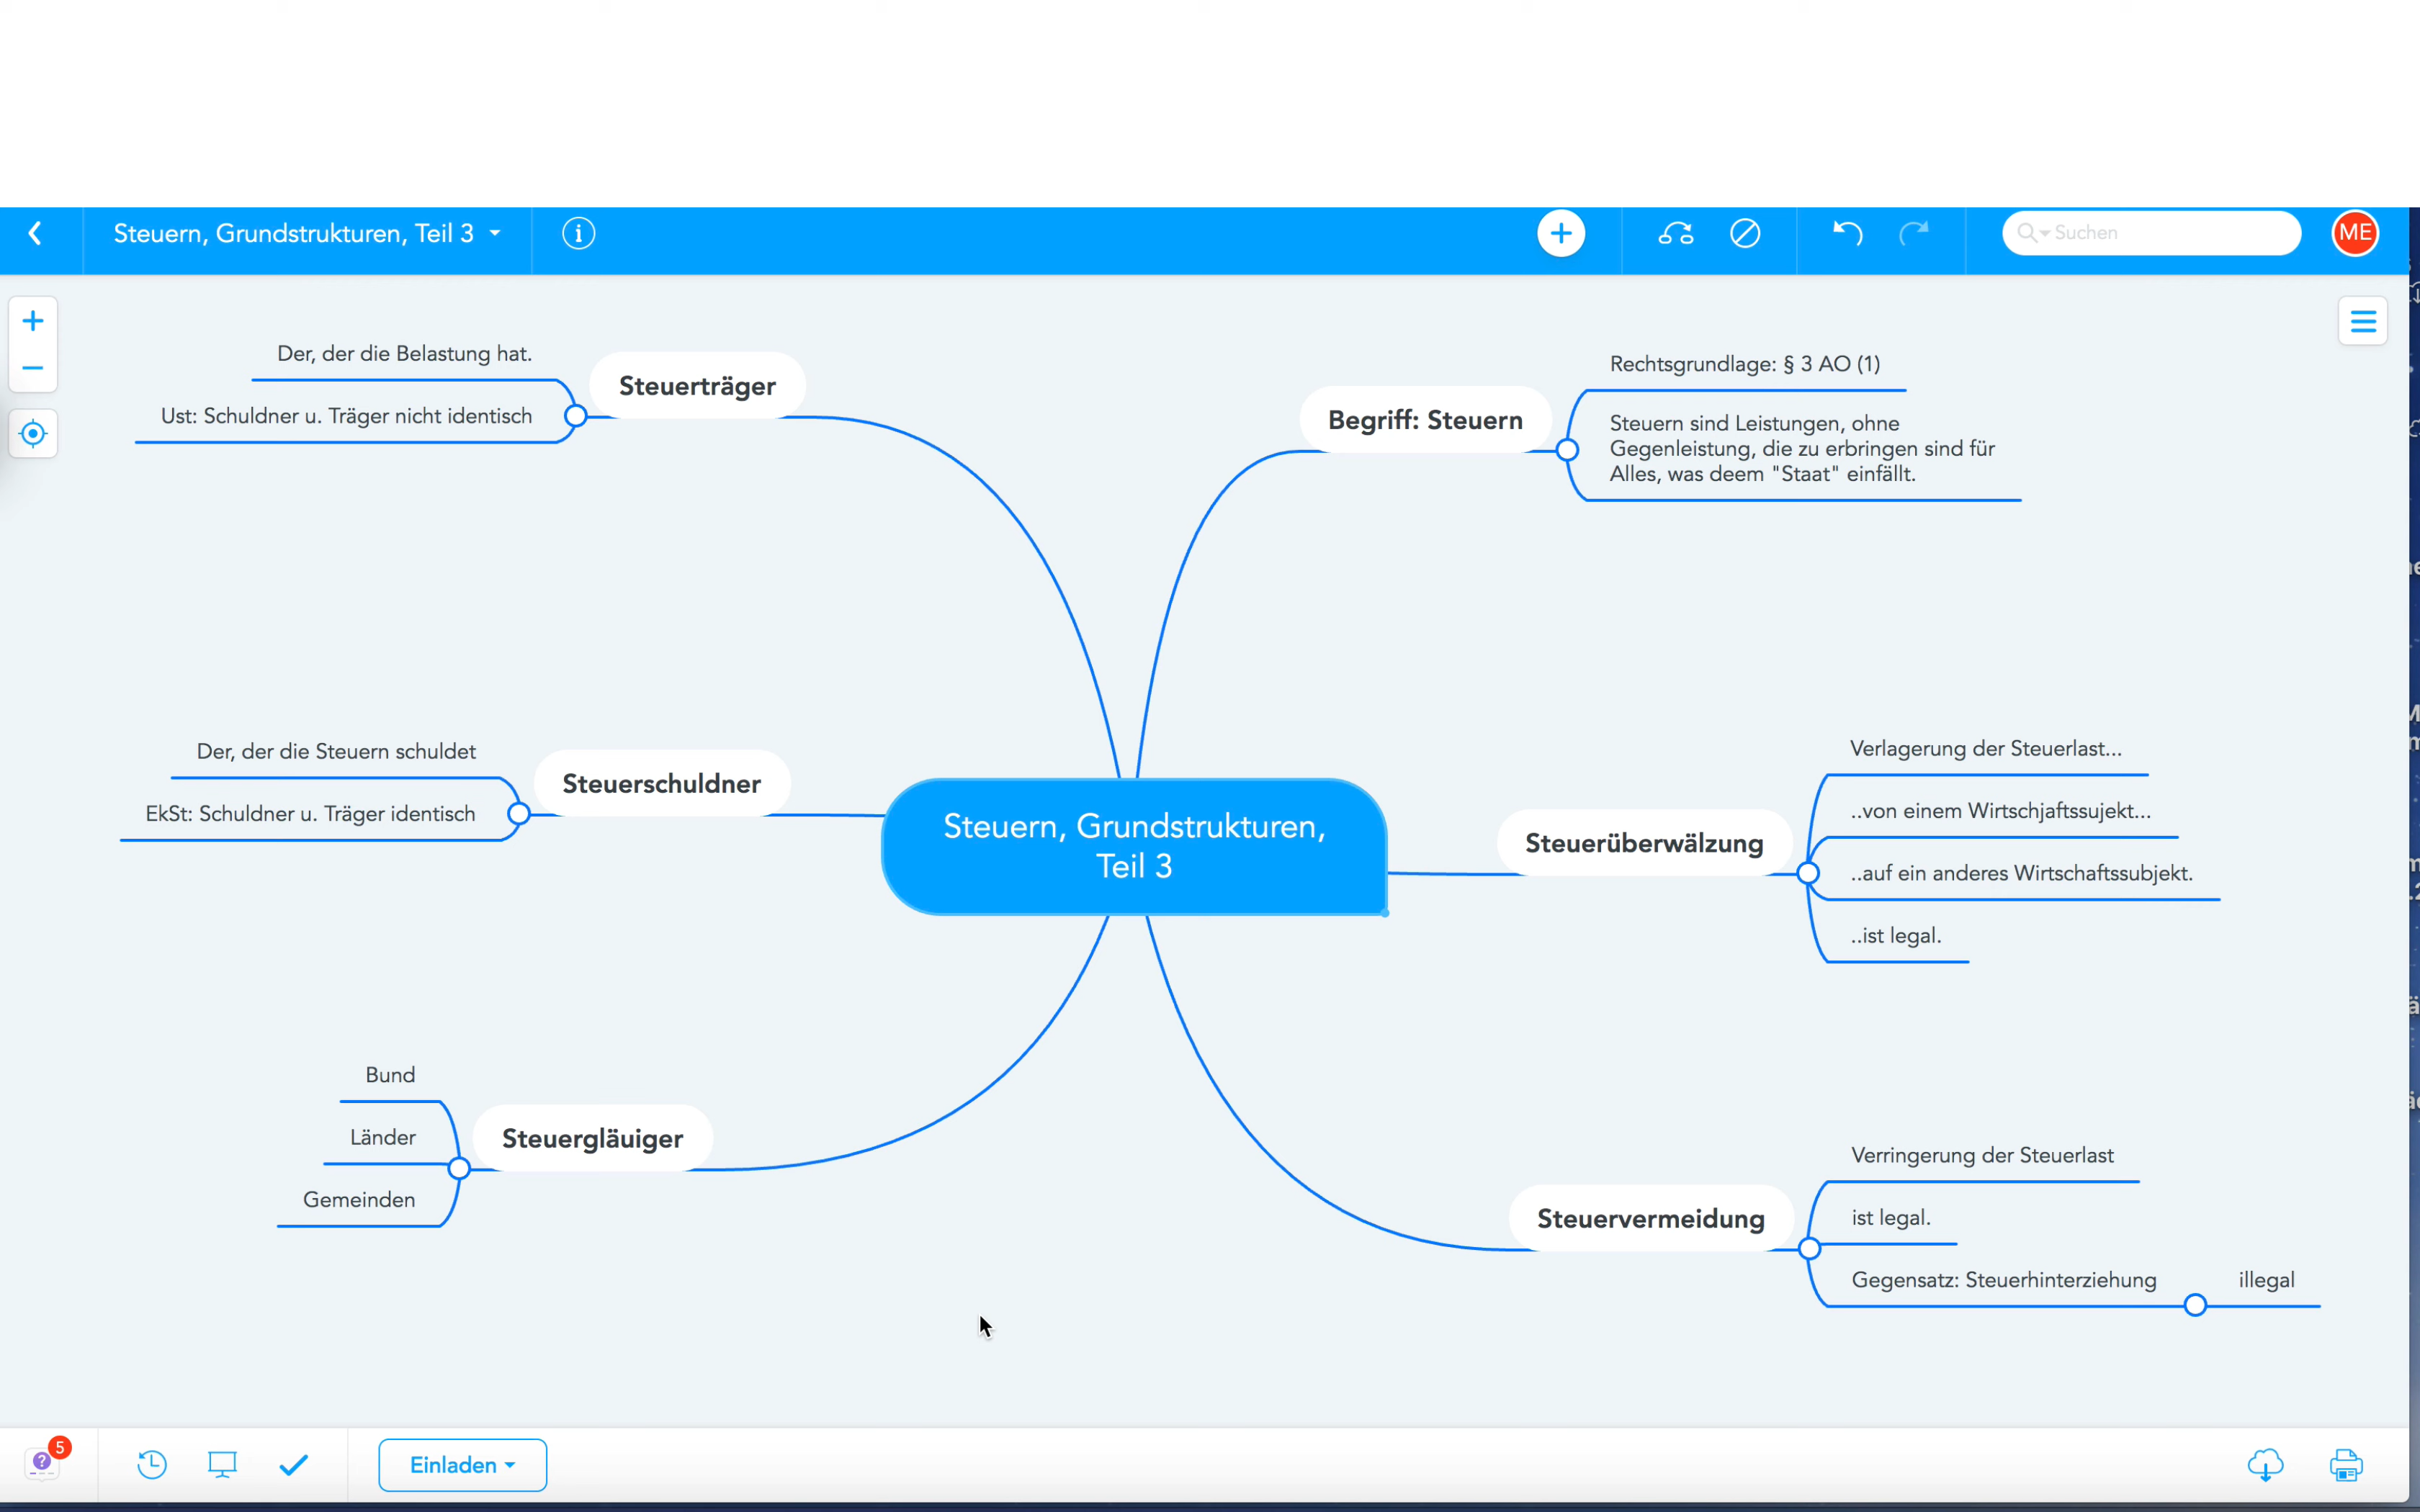 Steuern, Grundstrukturen, Teil 3
Suchen
ME
Der, der die Belastung hat.
Ust: Schuldner u. Träger nicht identisch
Steuerträger
Begriff: Steuern
Rechtsgrundlage: § 3 AO (1)
Steuern sind Leistungen, ohne
Gegenleistung, die zu erbringen sind für
Alles, was deem "Staat" einfällt.
Der, der die Steuern schuldet
EkSt: Schuldner u. Träger identisch
Steuerschuldner
Steuern, Grundstrukturen,
Teil 3
Steuerüberwälzung
Verlagerung der Steuerlast...
..von einem Wirtschjaftssujekt...
..auf ein anderes Wirtschaftssubjekt.
..ist legal.
Bund
Länder
Gemeinden
Steuergläuiger
Steuervermeidung
Verringerung der Steuerlast
ist legal.
Gegensatz: Steuerhinterziehung
illegal
5
Einladen